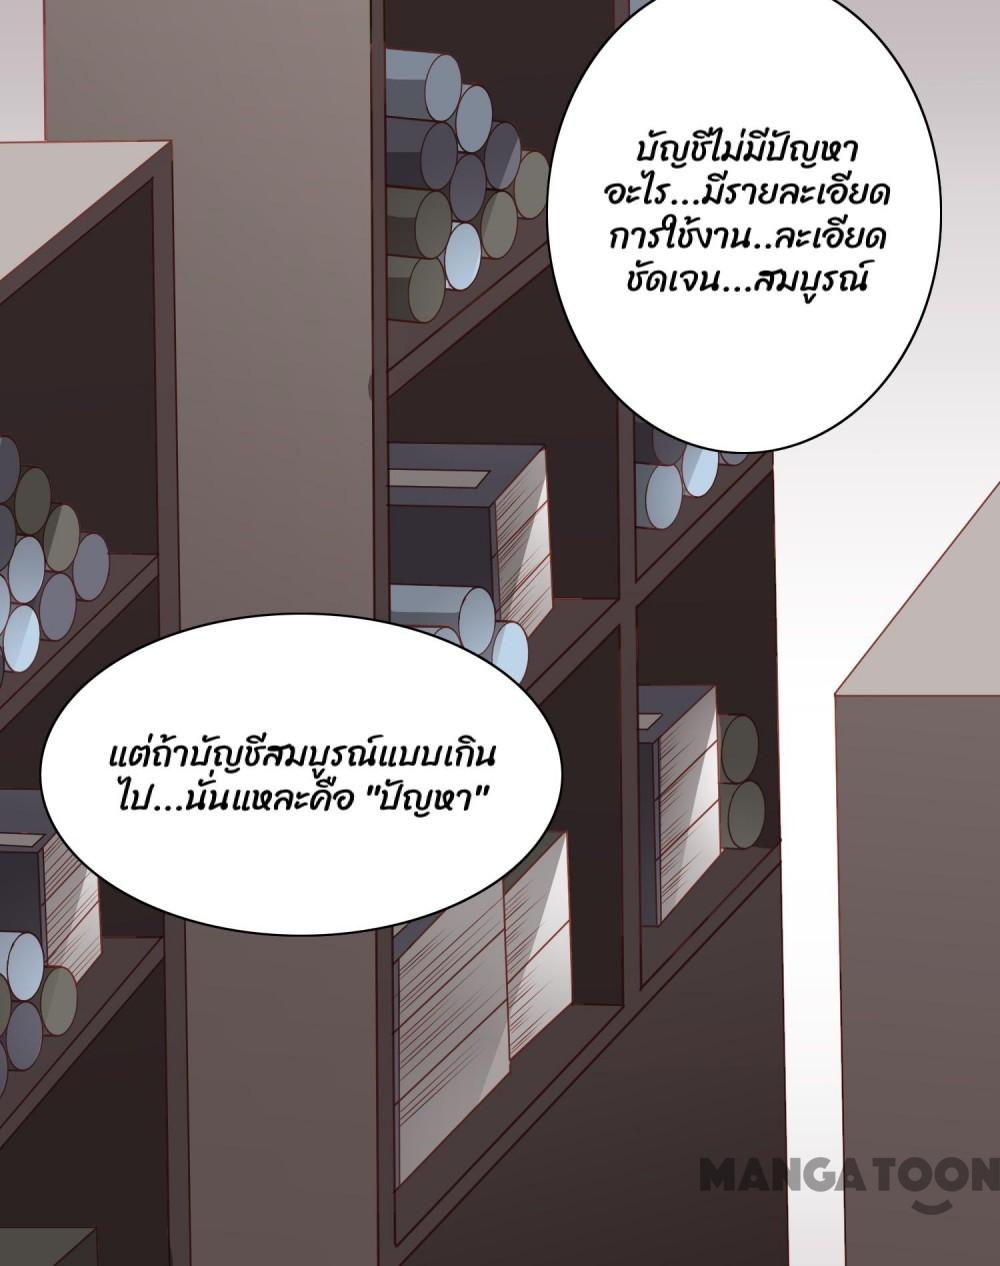 บัญชีไม่มีปัญหา
อะไร...มีรายละเอียด
การใช้งาน..ละเอียด
ชัดเจน...สมบูรณ์
แต่ถ้าบัญชีสมบูรณ์แบบเกิน
ไป...นั่นแหละคือ "ปัญหา"
MANGATOON